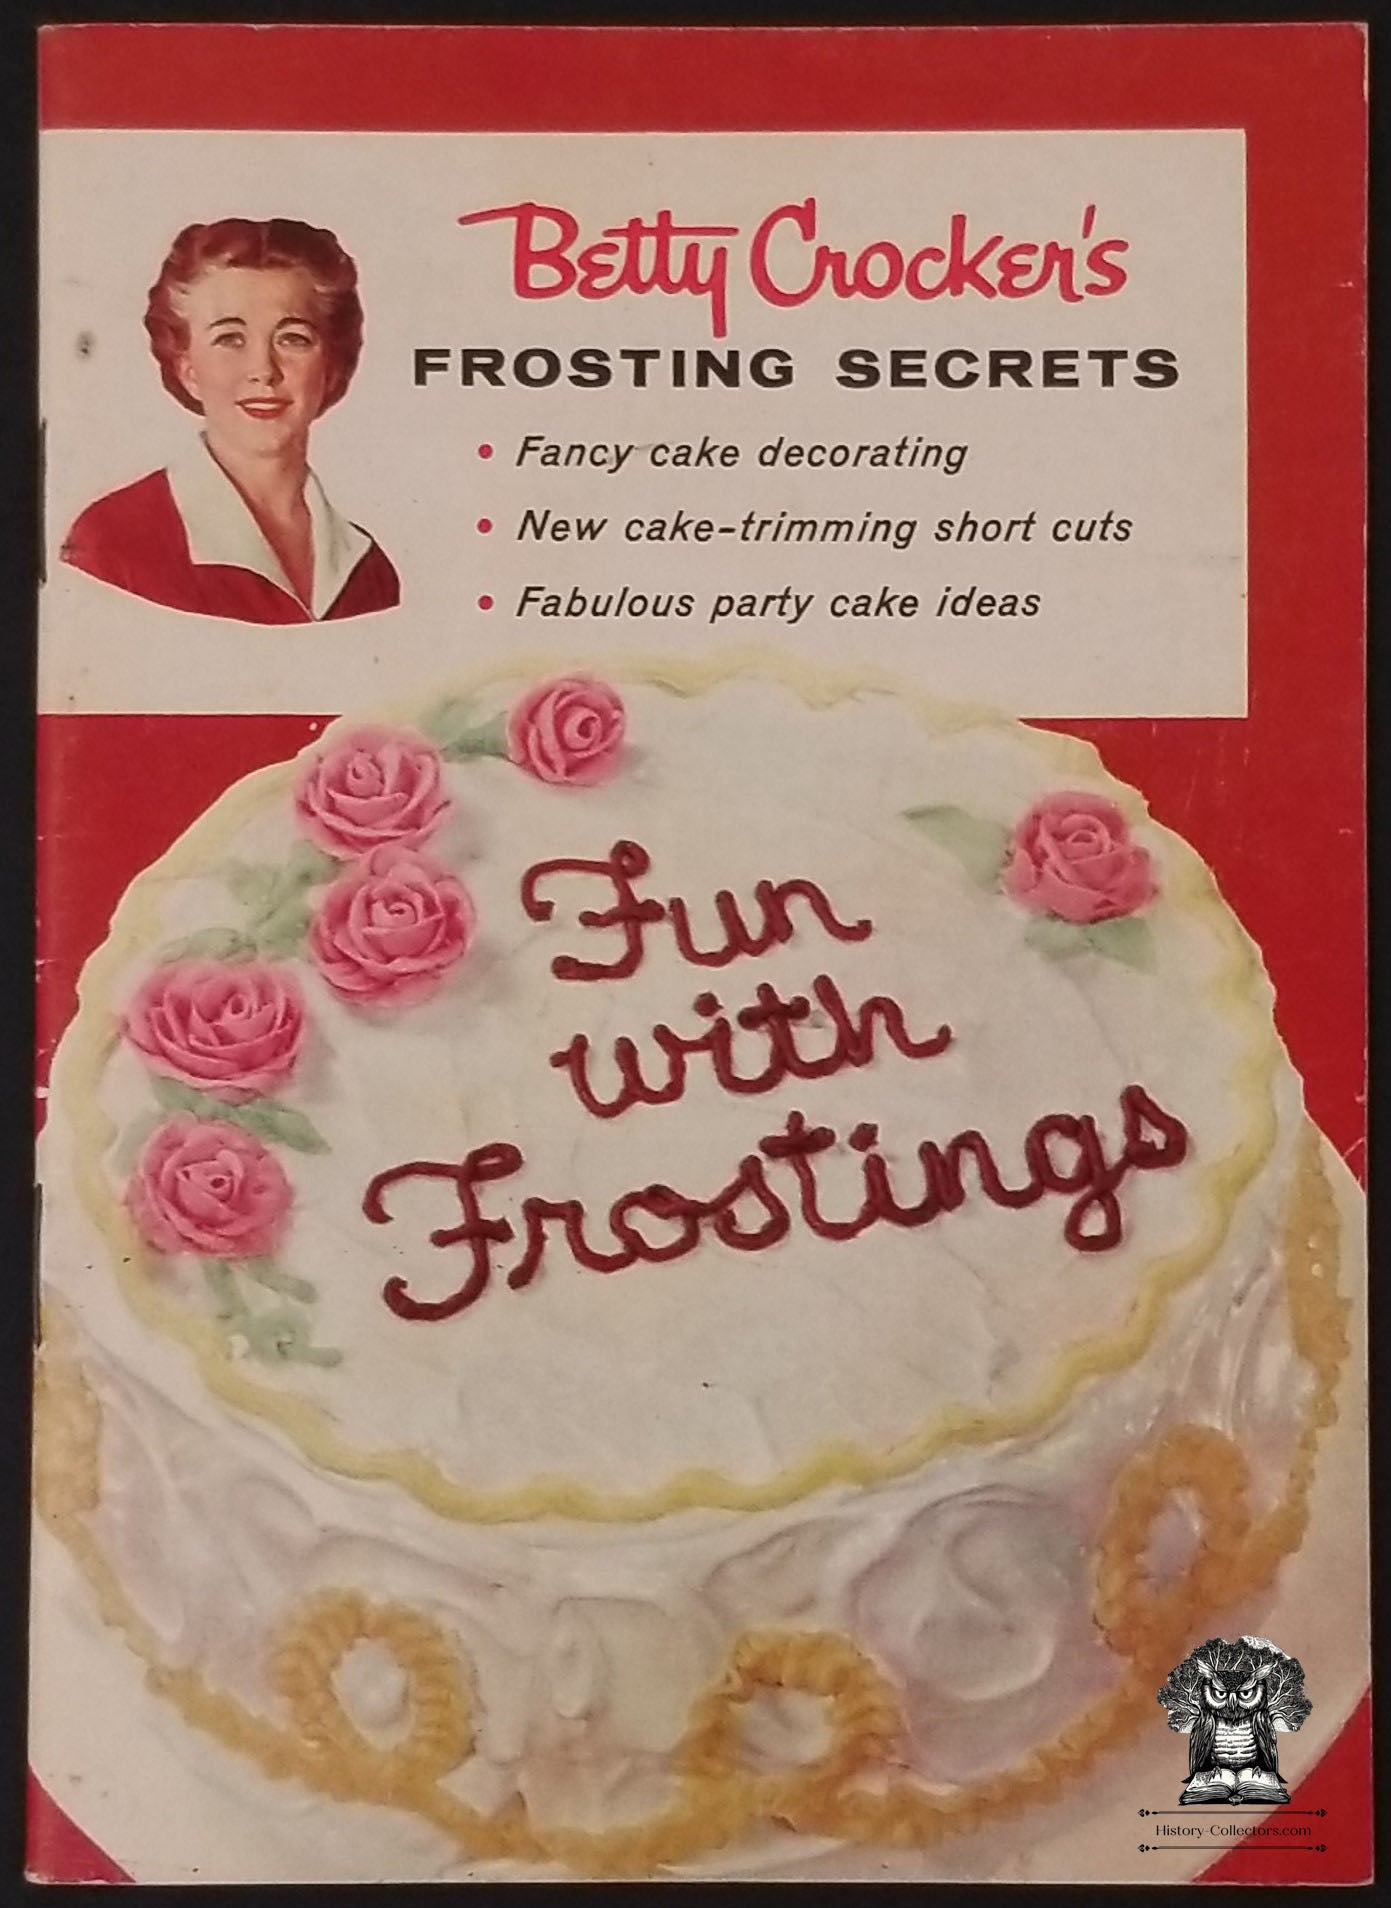 Betty Crocker's
FROSTING SECRETS
• Fancy cake decorating
• New cake-trimming short cuts
• Fabulous party cake ideas
Fun
with
Frostings
History-Collectors.com